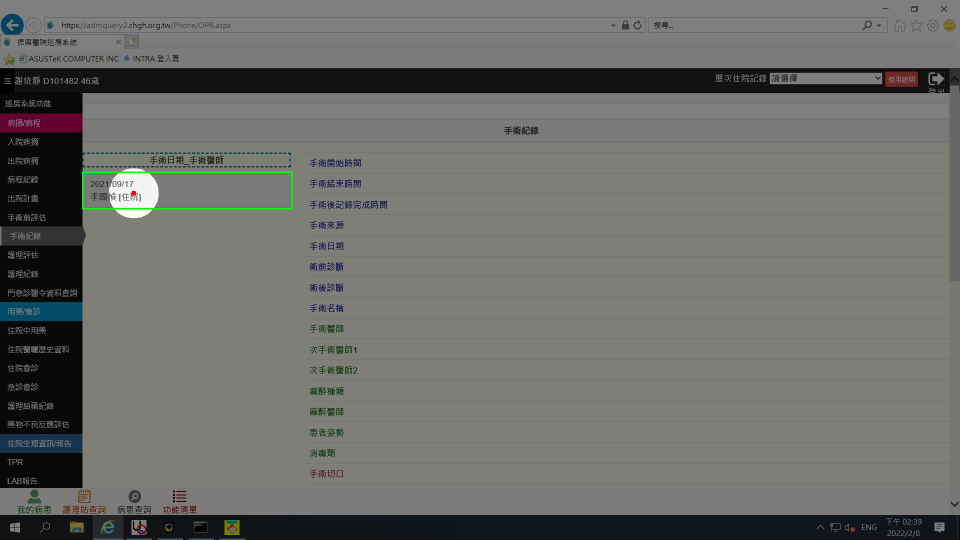 https://admquery2.chgh.org.tw/Phone/OPR.aspx
搜尋...
振興醫院巡房系統
ASUSTeK COMPUTER INC
INTRA 登入頁
謝依靜 D101482 46歲
歷次住院記錄 請選擇
使用說明
登出
巡房系統功能
病摘/病程
入院病摘
出院病摘
病程紀錄
出院計畫
手術前評估
手術紀錄
護理評估
護理紀錄
門急診醫令資料查詢
用藥/會診
住院中用藥
住院醫囑歷史資料
住院會診
急診會診
護理給藥紀錄
藥物不良反應評估
住院生理資訊/報告
TPR
LAB報告
手術紀錄
手術日期_手術醫師
2021/09/17
李國楨 [住院]
手術開始時間
手術結束時間
手術後記錄完成時間
手術來源
手術日期
術前診斷
術後診斷
手術名稱
手術醫師
次手術醫師1
次手術醫師2
麻醉種類
麻醉醫師
患者姿勢
消毒劑
手術切口
我的病患
護理站查詢
病患查詢
功能清單
ENG
下午 02:39
2022/2/8